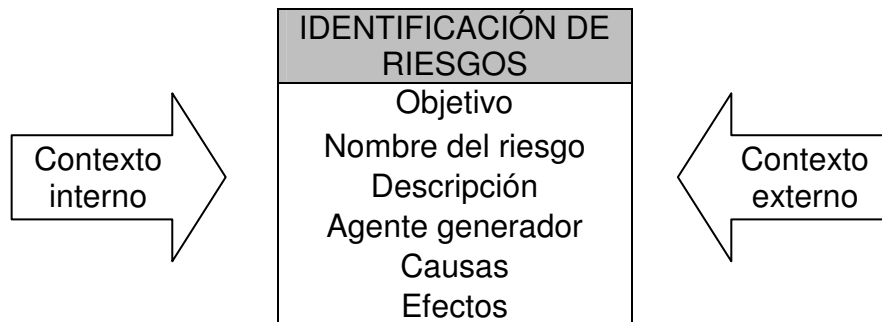 IDENTIFICACIÓN DE
RIESGOS
Objetivo
Nombre del riesgo
Descripción
Agente generador
Causas
Efectos
Contexto
interno
Contexto
externo